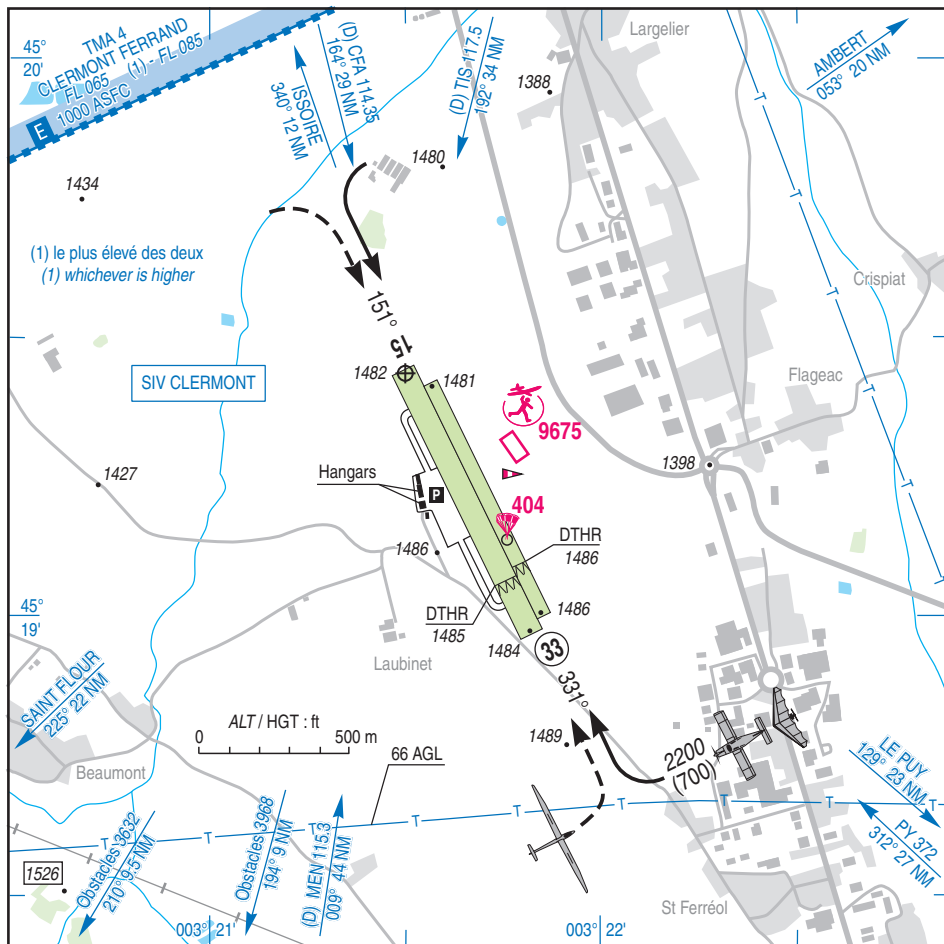 45°
20'
TMA 4
CLERMONT FERRAND
FL 065 (1) - FL 085
1000 ASFC
E
ISSOIRE
340° 12 NM
(D) CFA 114.35
164° 29 NM
(D) TIS 117.5
192° 34 NM
Largelier
1388
AMBERT
053° 20 NM
T
1480
1434
(1) le plus élevé des deux
(1) whichever is higher
T
Crispiat
151°
15
T
SIV CLERMONT
1482
1481
Flageac
9675
1398
1427
Hangars
P
404
T
1486
DTHR
1486
T
45°
19'
DTHR
1485
1486
1484
33
Laubinet
331°
SAINT FLOUR
225° 22 NM
ALT / HGT : ft
0
500 m
1489
2200
(700)
Beaumont
66 AGL
LE PUY
129° 23 NM
T
T
T
T
T
T
PY 372
312° 27 NM
1526
Obstacles 3632
210° 9.5 NM
Obstacles 3968
194° 9 NM
(D) MEN 115.3
009° 44 NM
St Ferréol
003° 21'
003° 22'